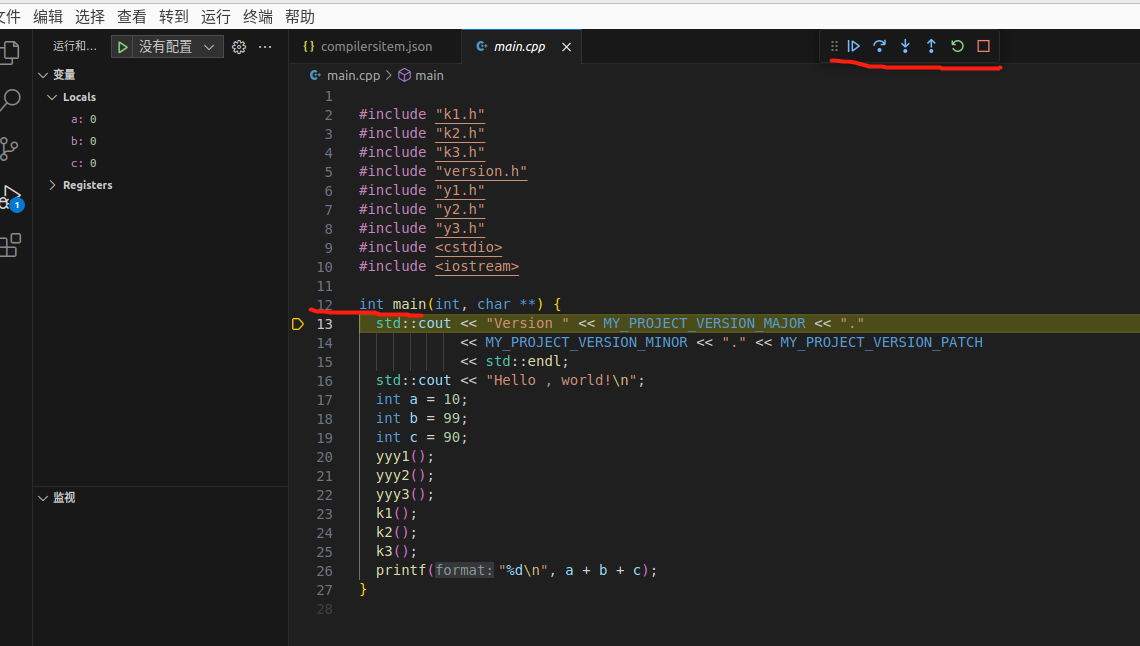 文件 编辑 选择 查看 转到 运行 终端 帮助
运行和... 没有配置 ...
变量
Locals
a: 0
b: 0
c: 0
Registers
1
监视
{} compilersitem.json main.cpp
main.cpp > main
1
2 #include "k1.h"
3 #include "k2.h"
4 #include "k3.h"
5 #include "version.h"
6 #include "y1.h"
7 #include "y2.h"
8 #include "y3.h"
9 #include <cstdio>
10 #include <iostream>
11
12 int main(int, char **) {
13 std::cout << "Version " << MY_PROJECT_VERSION_MAJOR << "."
14 << MY_PROJECT_VERSION_MINOR << "." << MY_PROJECT_VERSION_PATCH
15 << std::endl;
16 std::cout << "Hello , world!\n";
17 int a = 10;
18 int b = 99;
19 int c = 90;
20 yyy1();
21 yyy2();
22 yyy3();
23 k1();
24 k2();
25 k3();
26 printf(format: "%d\n", a + b + c);
27 }
28